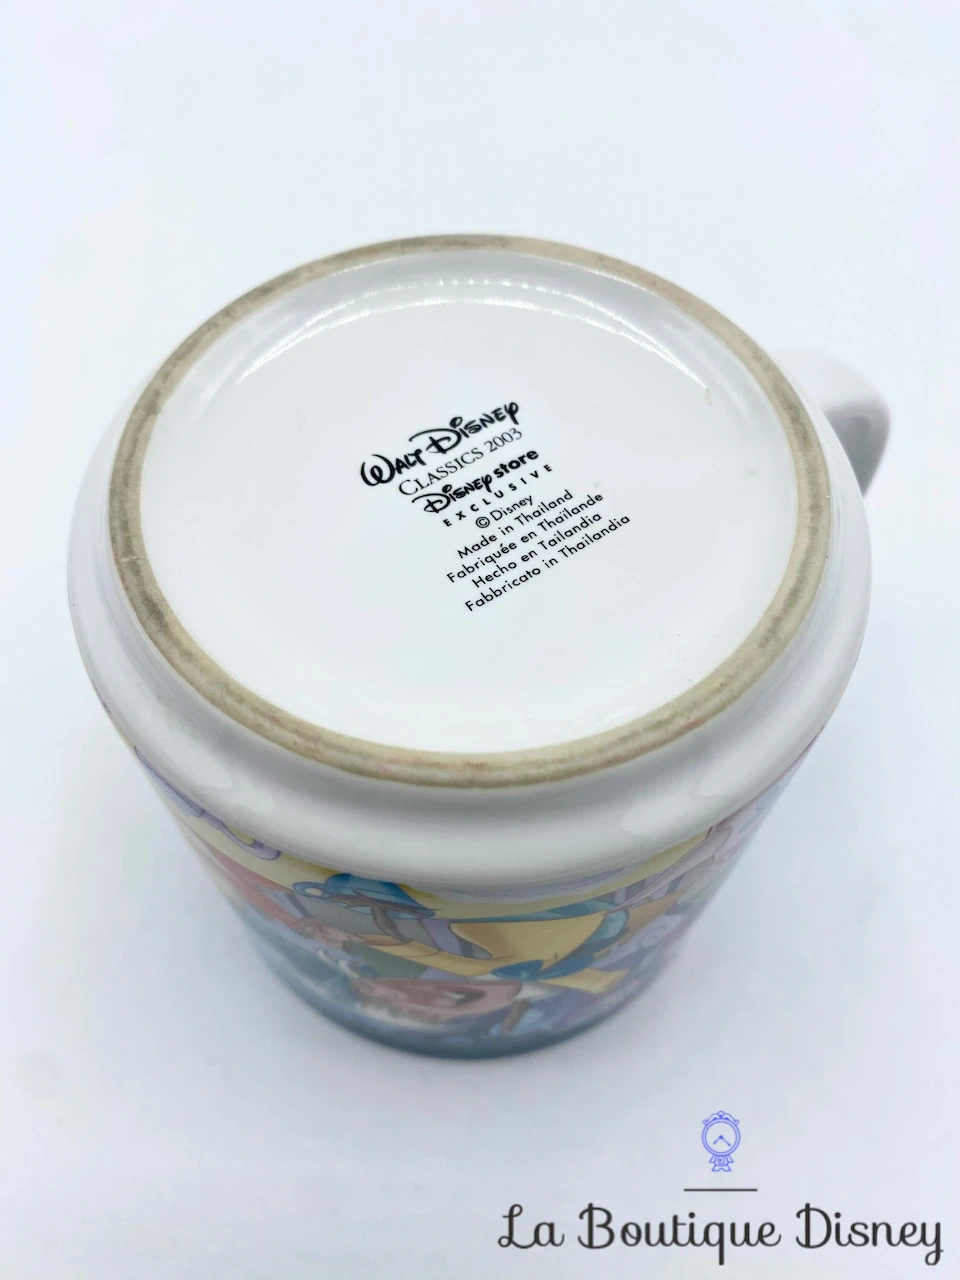 WALT DISNEY
CLASSICS 2003
Disney store
EXCLUSIVE
© Disney
Made in Thailand
Fabriquée en Thaïlande
Hecho en Tailandia
Fabbricato in Thailandia
La Boutique Disney